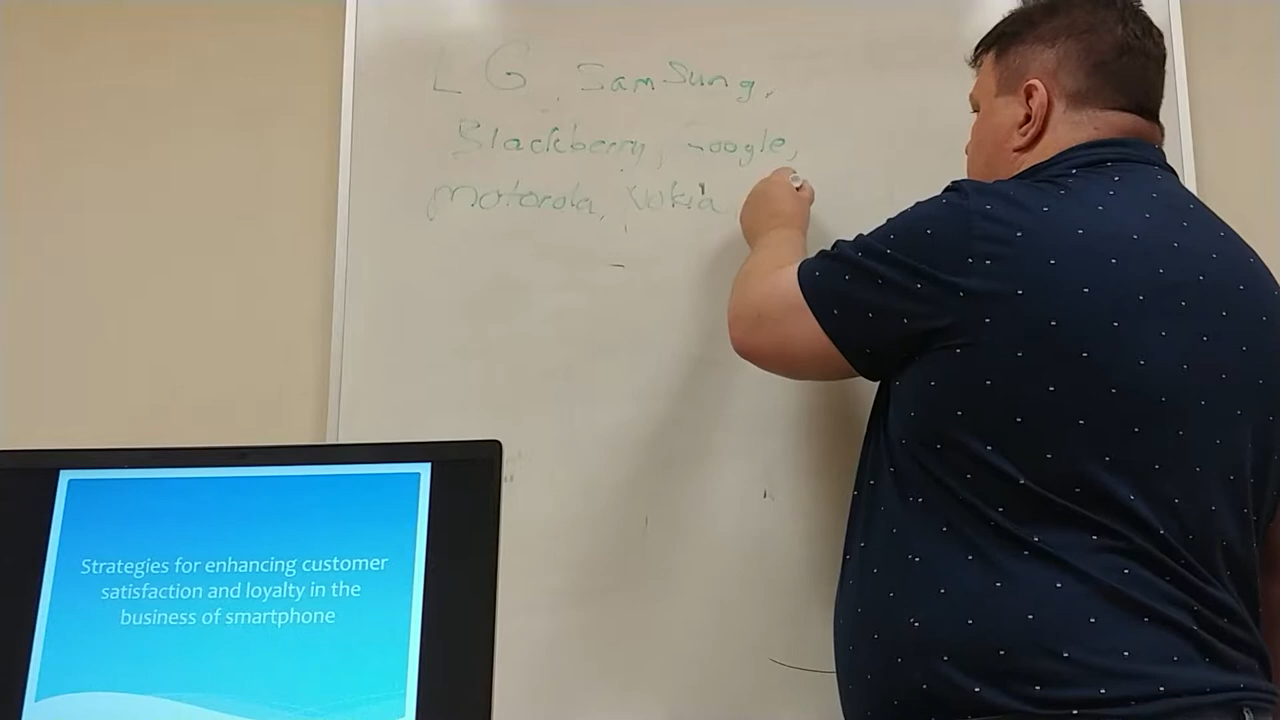 LG, Samsung,
Blackberry, Google,
motorola, Nokia
Strategies for enhancing customer
satisfaction and loyalty in the
business of smartphone